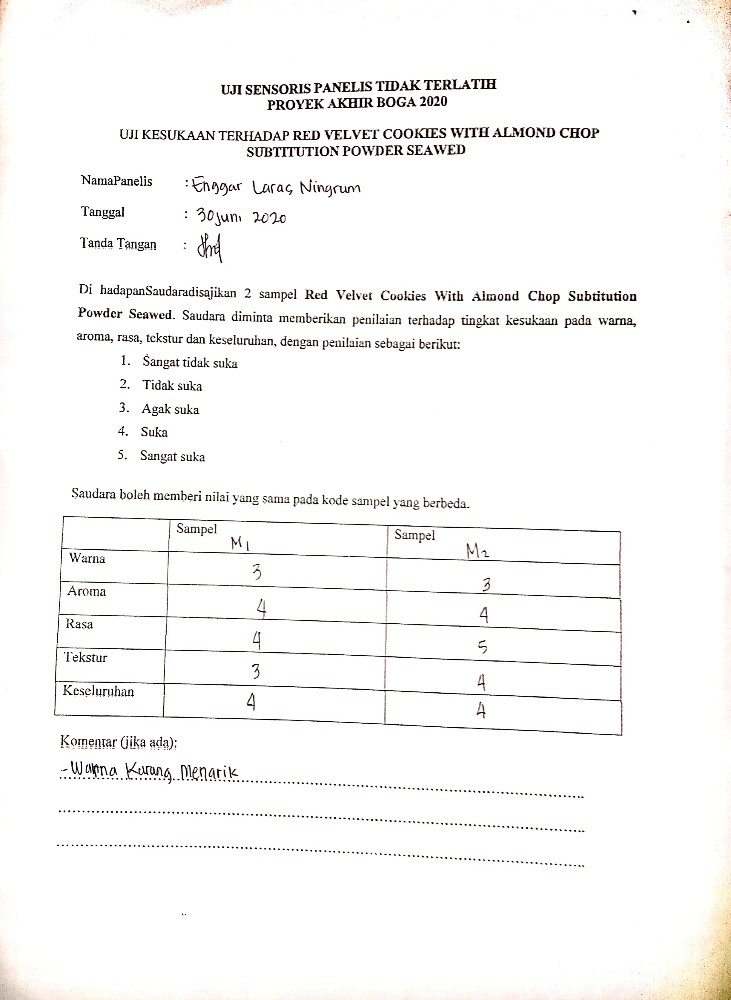 UJI SENSORIS PANELIS TIDAK TERLATIH
PROYEK AKHIR BOGA 2020
UJI KESUKAAN TERHADAP RED VELVET COOKIES WITH ALMOND CHOP
SUBTITUTION POWDER SEAWED
NamaPanelis : Enggar Laras Ningrum
Tanggal : 30 Juni 2020
Tanda Tangan :
Di hadapanSaudaradisajikan 2 sampel Red Velvet Cookies With Almond Chop Subtitution
Powder Seawed. Saudara diminta memberikan penilaian terhadap tingkat kesukaan pada warna,
aroma, rasa, tekstur dan keseluruhan, dengan penilaian sebagai berikut:
1. Sangat tidak suka
2. Tidak suka
3. Agak suka
4. Suka
5. Sangat suka
Saudara boleh memberi nilai yang sama pada kode sampel yang berbeda.
Sampel M1 Sampel M2
Warna 3 3
Aroma 4 4
Rasa 4 5
Tekstur 3 4
Keseluruhan 4 4
Komentar (jika ada):
- Warna Kurang Menarik